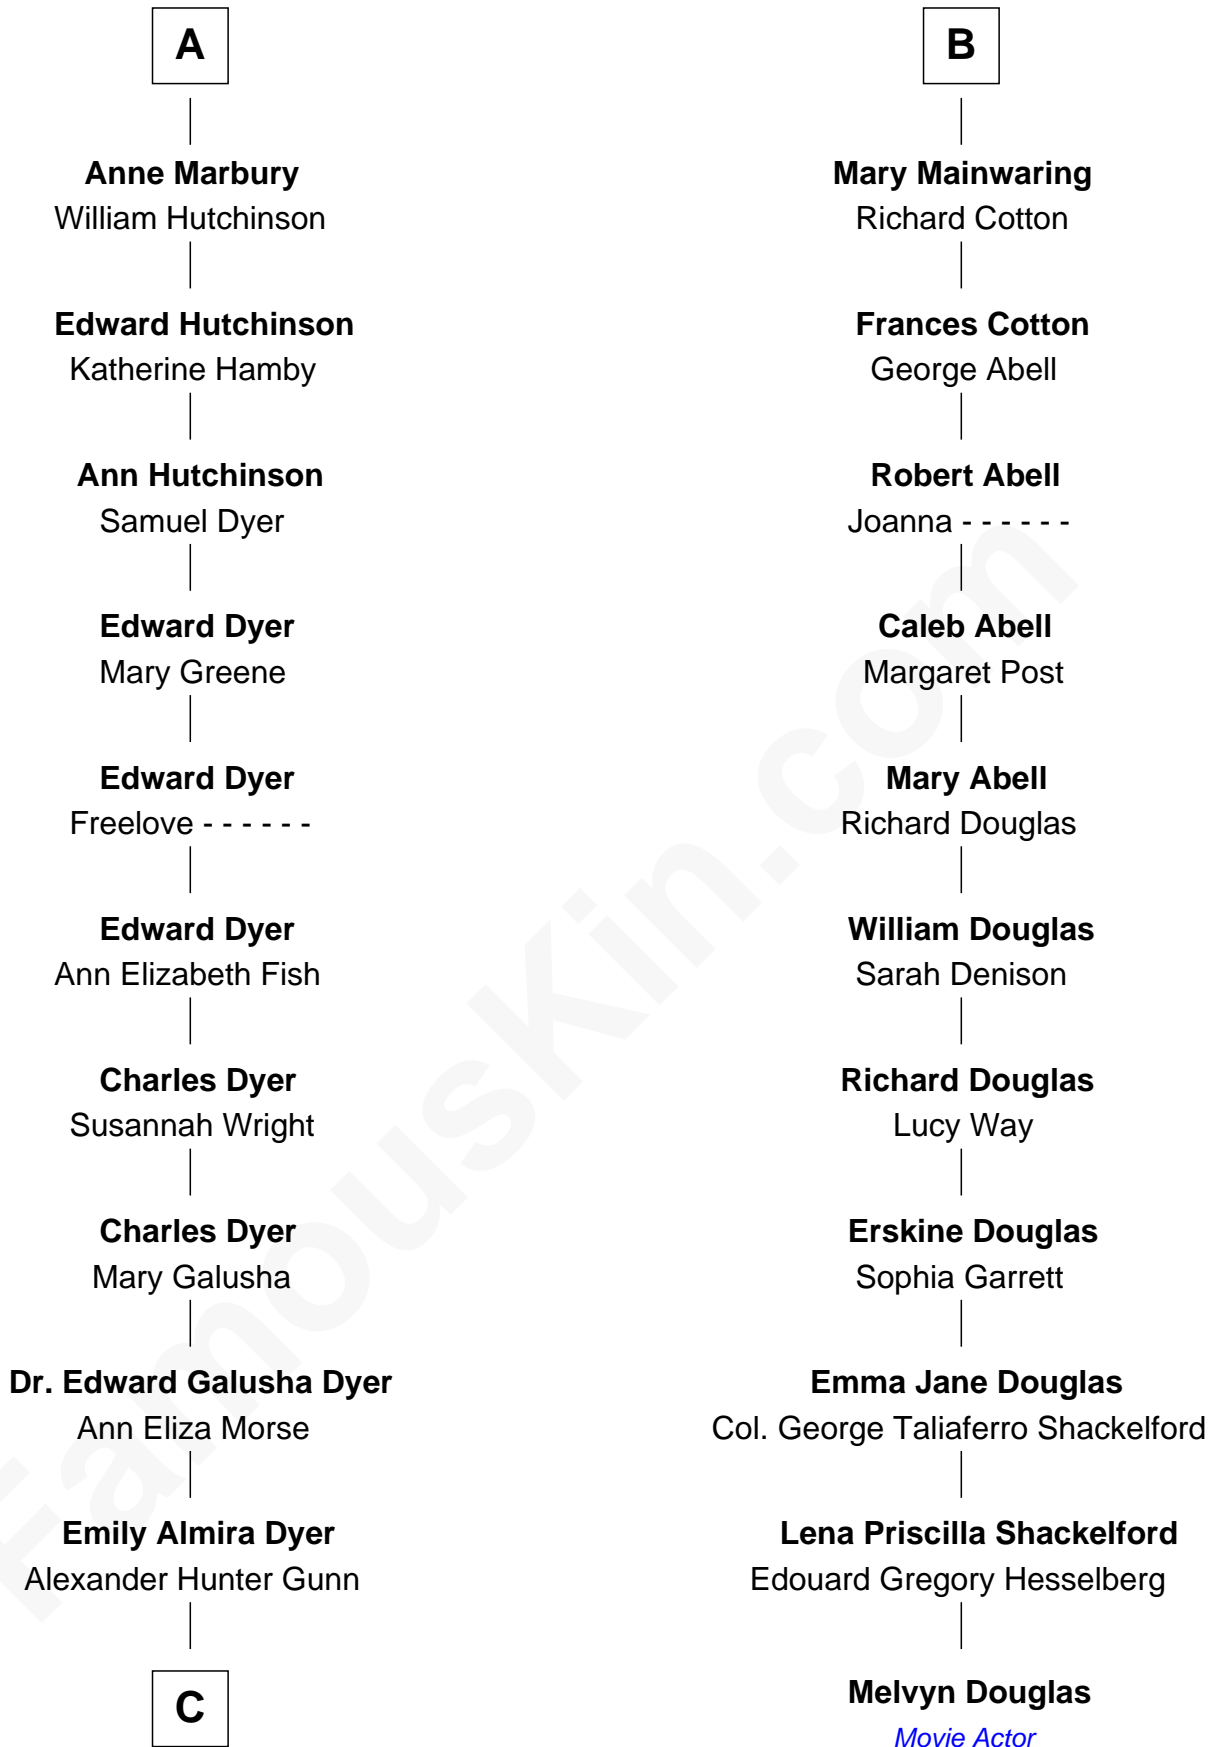 A
Anne Marbury
William Hutchinson
Edward Hutchinson
Katherine Hamby
Ann Hutchinson
Samuel Dyer
Edward Dyer
Mary Greene
Edward Dyer
Freelove - - - - - -
Edward Dyer
Ann Elizabeth Fish
Charles Dyer
Susannah Wright
Charles Dyer
Mary Galusha
Dr. Edward Galusha Dyer
Ann Eliza Morse
Emily Almira Dyer
Alexander Hunter Gunn
C
B
Mary Mainwaring
Richard Cotton
Frances Cotton
George Abell
Robert Abell
Joanna - - - - - -
Caleb Abell
Margaret Post
Mary Abell
Richard Douglas
William Douglas
Sarah Denison
Richard Douglas
Lucy Way
Erskine Douglas
Sophia Garrett
Emma Jane Douglas
Col. George Taliaferro Shackelford
Lena Priscilla Shackelford
Edouard Gregory Hesselberg
Melvyn Douglas
Movie Actor
FamousKin.com